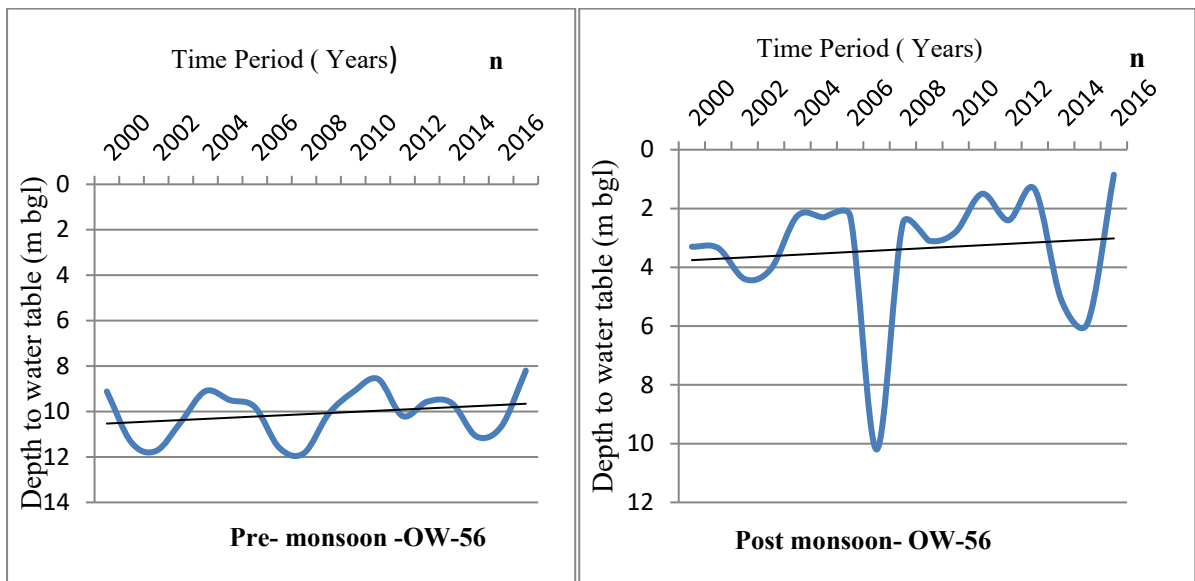 Time Period ( Years)
n
2000 2002 2004 2006 2008 2010 2012 2014 2016
Depth to water table (m bgl)
0
2
4
6
8
10
12
14
Pre- monsoon -OW-56
Time Period ( Years)
n
2000 2002 2004 2006 2008 2010 2012 2014 2016
Depth to water table (m bgl)
0
2
4
6
8
10
12
Post monsoon- OW-56